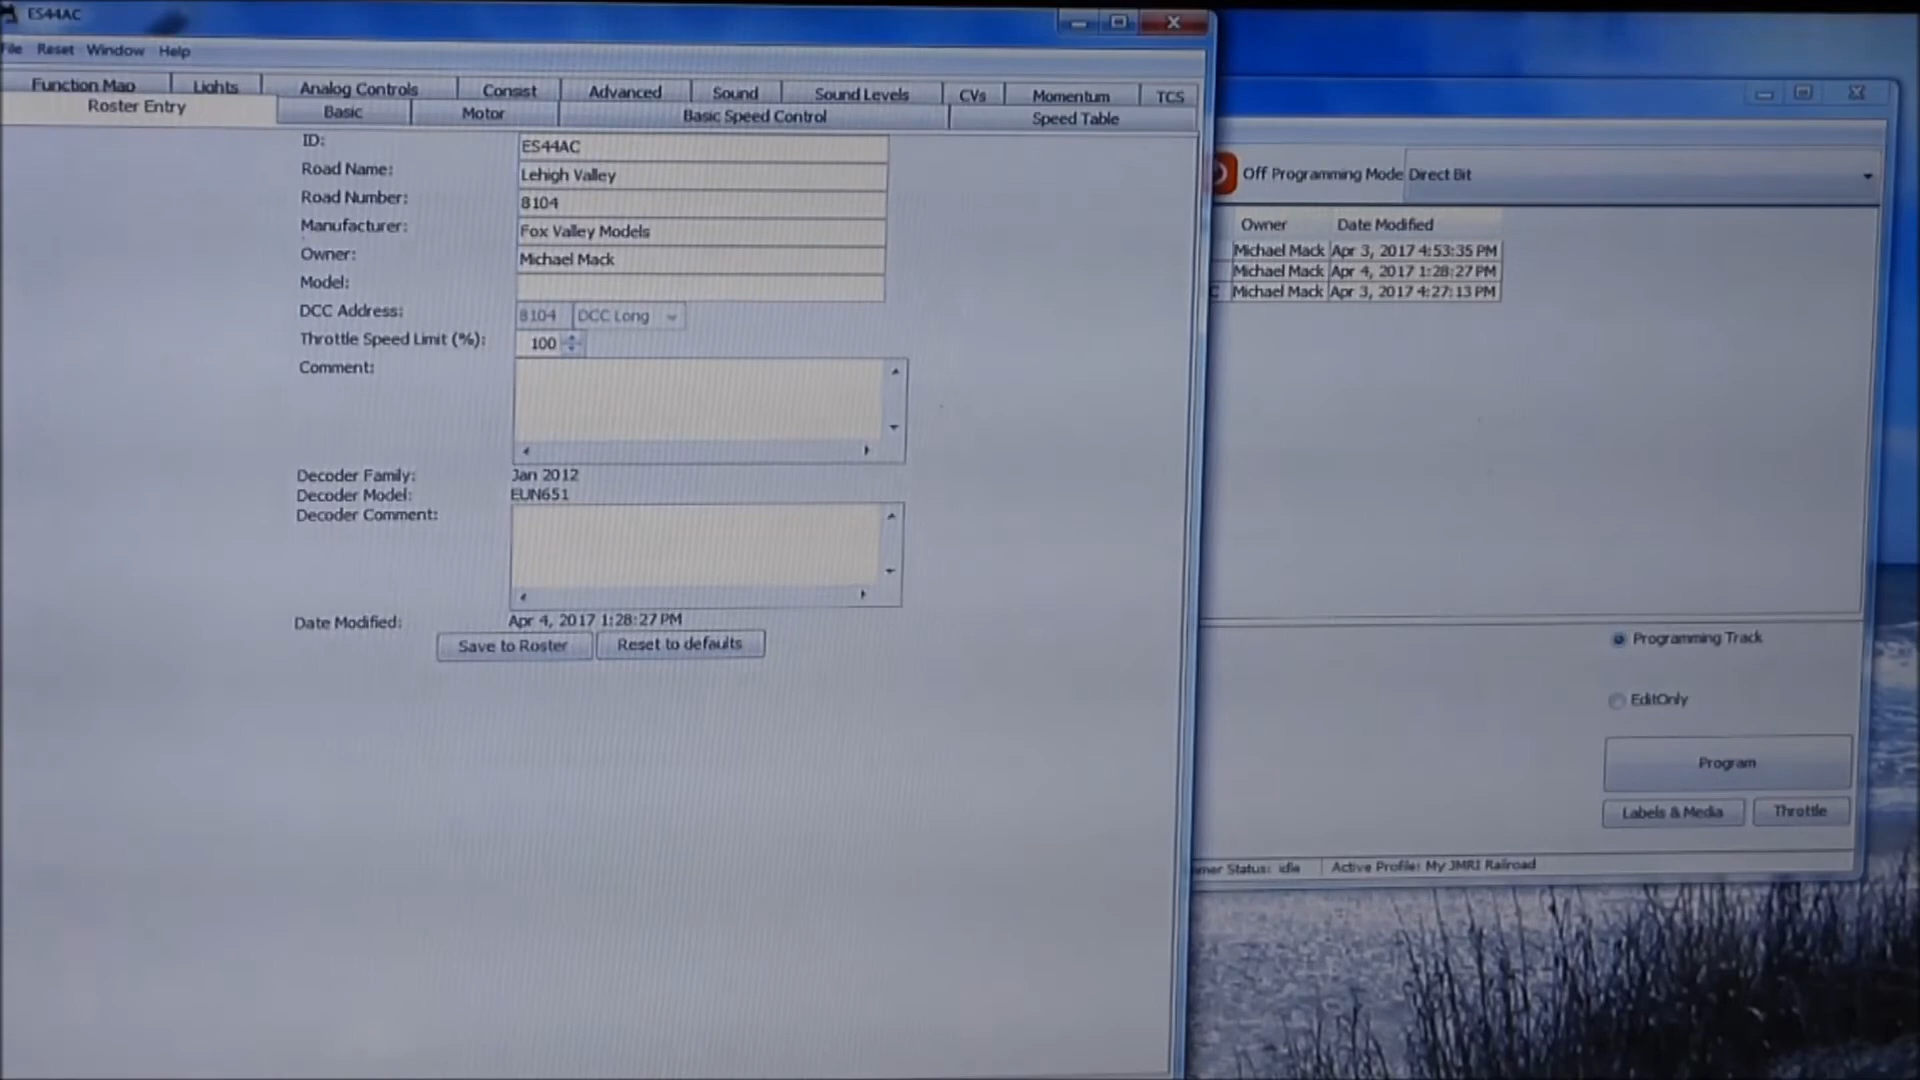 ES44AC
File Reset Window Help
Function Map Lights Analog Controls Consist Advanced Sound Sound Levels CVs Momentum TCS
Roster Entry Basic Motor Basic Speed Control Speed Table
ID: ES44AC
Road Name: Lehigh Valley
Road Number: 8104
Manufacturer: Fox Valley Models
Owner: Michael Mack
Model:
DCC Address: 8104 DCC Long
Throttle Speed Limit (%): 100
Comment:
Decoder Family: Jan 2012
Decoder Model: EUN651
Decoder Comment:
Date Modified: Apr 4, 2017 1:28:27 PM
Save to Roster Reset to defaults
Off Programming Mode Direct Bit
Owner Date Modified
Michael Mack Apr 3, 2017 4:53:35 PM
Michael Mack Apr 4, 2017 1:28:27 PM
C Michael Mack Apr 3, 2017 4:27:13 PM
Programming Track
EditOnly
Program
Labels & Media Throttle
mer Status: idle Active Profile: My JMRI Railroad